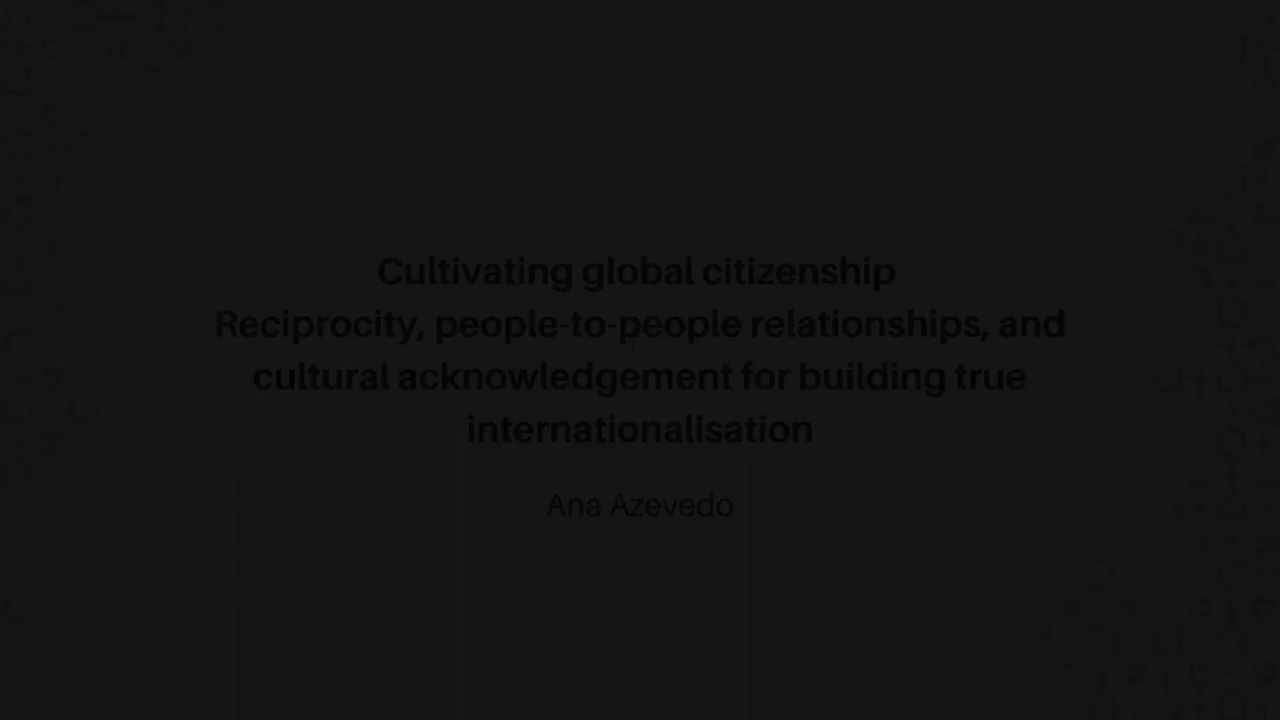 Cultivating global citizenship
Reciprocity, people-to-people relationships, and
cultural acknowledgement for building true
internationalisation
Ana Azevedo